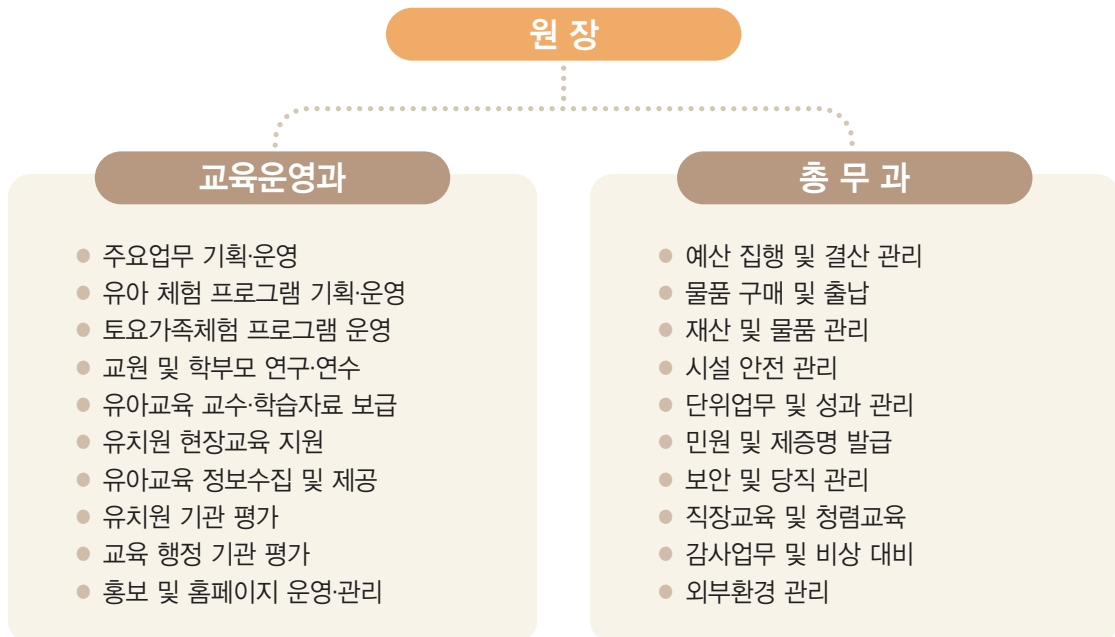 원 장
교육운영과
주요업무 기획·운영
유아 체험 프로그램 기획·운영
토요가족체험 프로그램 운영
교원 및 학부모 연구·연수
유아교육 교수·학습자료 보급
유치원 현장교육 지원
유아교육 정보수집 및 제공
유치원 기관 평가
교육 행정 기관 평가
홍보 및 홈페이지 운영·관리
총 무 과
예산 집행 및 결산 관리
물품 구매 및 출납
재산 및 물품 관리
시설 안전 관리
단위업무 및 성과 관리
민원 및 제증명 발급
보안 및 당직 관리
직장교육 및 청렴교육
감사업무 및 비상 대비
외부환경 관리